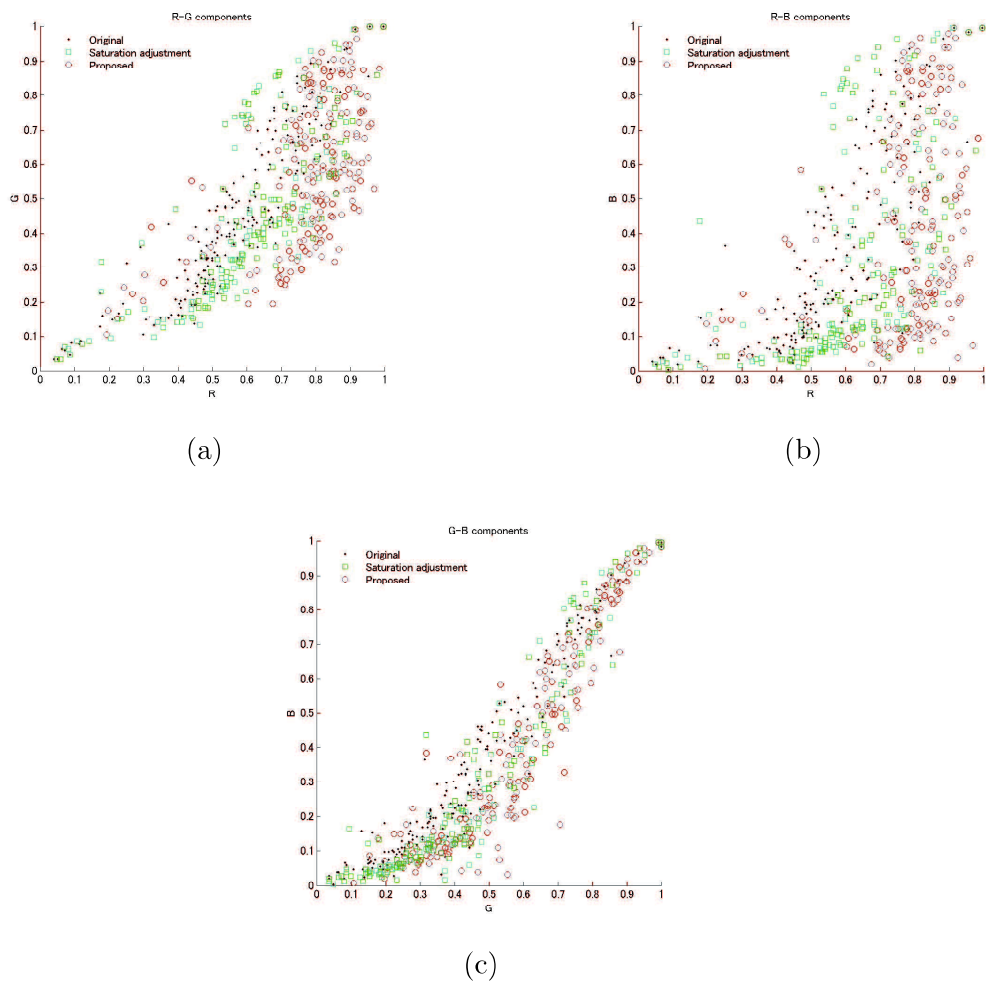 R-G components
Original
Saturation adjustment
Proposed
1
0.9
0.8
0.7
0.6
0.5
0.4
0.3
0.2
0.1
0
G
0 0.1 0.2 0.3 0.4 0.5 0.6 0.7 0.8 0.9 1
R
(a)
R-B components
Original
Saturation adjustment
Proposed
1
0.9
0.8
0.7
0.6
0.5
0.4
0.3
0.2
0.1
0
B
0 0.1 0.2 0.3 0.4 0.5 0.6 0.7 0.8 0.9 1
R
(b)
G-B components
Original
Saturation adjustment
Proposed
1
0.9
0.8
0.7
0.6
0.5
0.4
0.3
0.2
0.1
0
B
0 0.1 0.2 0.3 0.4 0.5 0.6 0.7 0.8 0.9 1
G
(c)